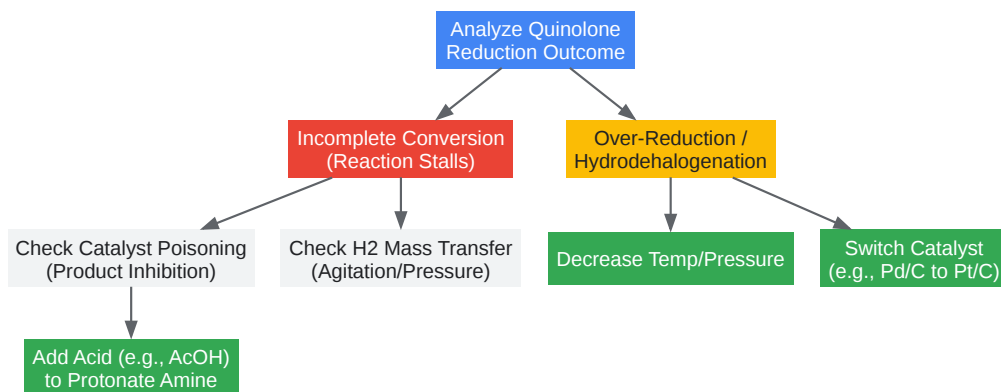 Analyze Quinolone
Reduction Outcome
Incomplete Conversion
(Reaction Stalls)
Over-Reduction /
Hydrodehalogenation
Check Catalyst Poisoning
(Product Inhibition)
Check H2 Mass Transfer
(Agitation/Pressure)
Decrease Temp/Pressure
Switch Catalyst
(e.g., Pd/C to Pt/C)
Add Acid (e.g., AcOH)
to Protonate Amine